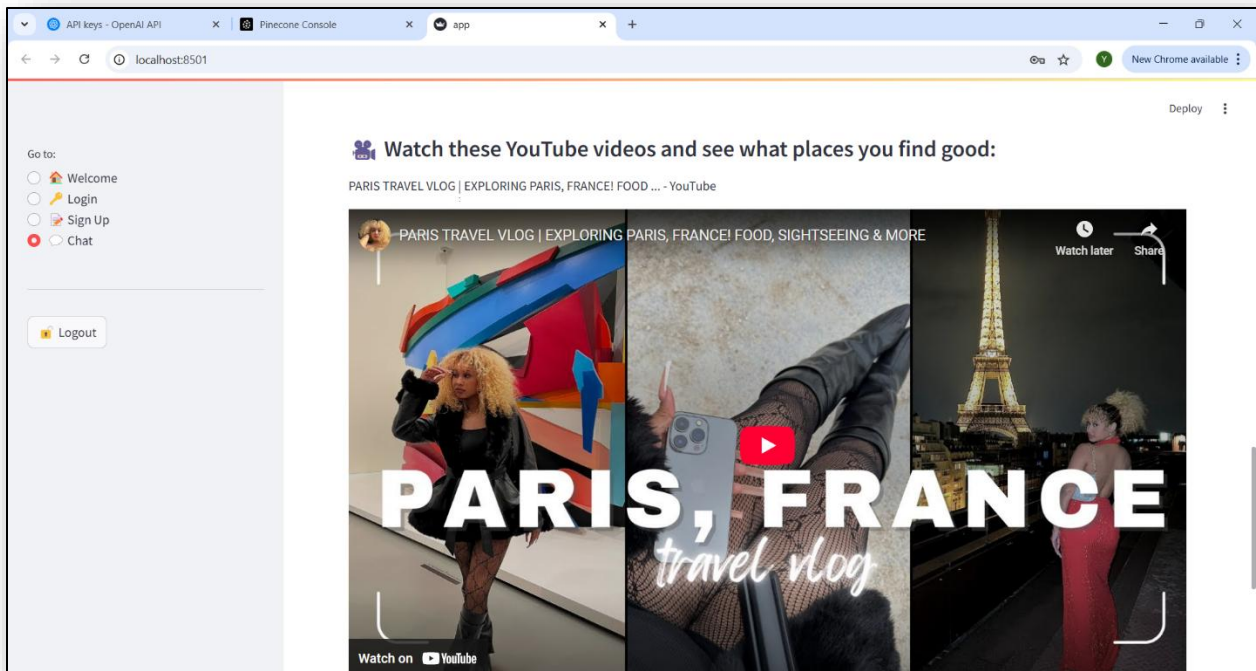 API keys - OpenAI API
Pinecone Console
app
localhost:8501
Y
New Chrome available
Deploy
Go to:
Welcome
Login
Sign Up
Chat
Logout
Watch these YouTube videos and see what places you find good:
PARIS TRAVEL VLOG | EXPLORING PARIS, FRANCE! FOOD ... - YouTube
PARIS TRAVEL VLOG | EXPLORING PARIS, FRANCE! FOOD, SIGHTSEEING & MORE
Watch later
Share
PARIS, FRANCE
travel vlog
Watch on YouTube